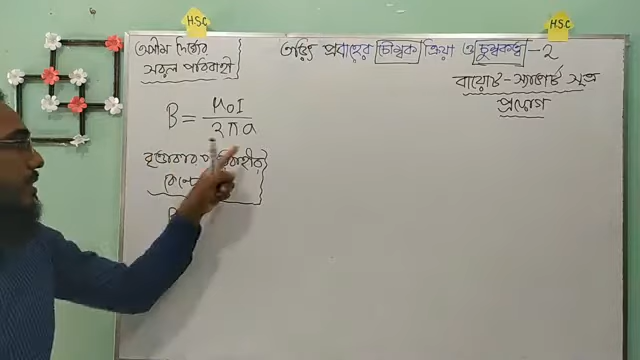 HSC
HSC
তড়িৎ প্রবাহের চৌম্বক ক্রিয়া ও চুম্বকত্ব - 2
বায়োট-স্যাভার্ট সূত্র
প্রয়োগ
অসীম দৈর্ঘ্যের
সরল পরিবাহী
B = μ₀I / 2πa
বৃত্তাকার
B